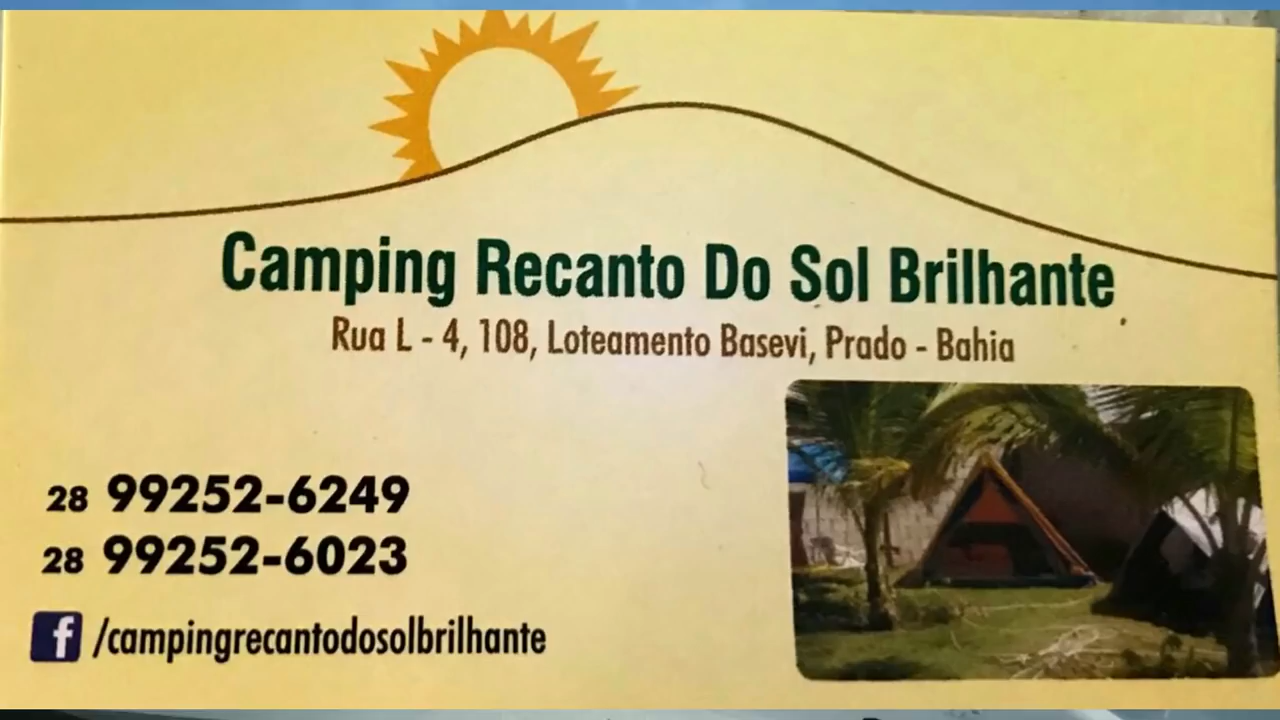 Camping Recanto Do Sol Brilhante
Rua L - 4, 108, Loteamento Basevi, Prado - Bahia
28 99252-6249
28 99252-6023
f /campingrecantodosolbrilhante